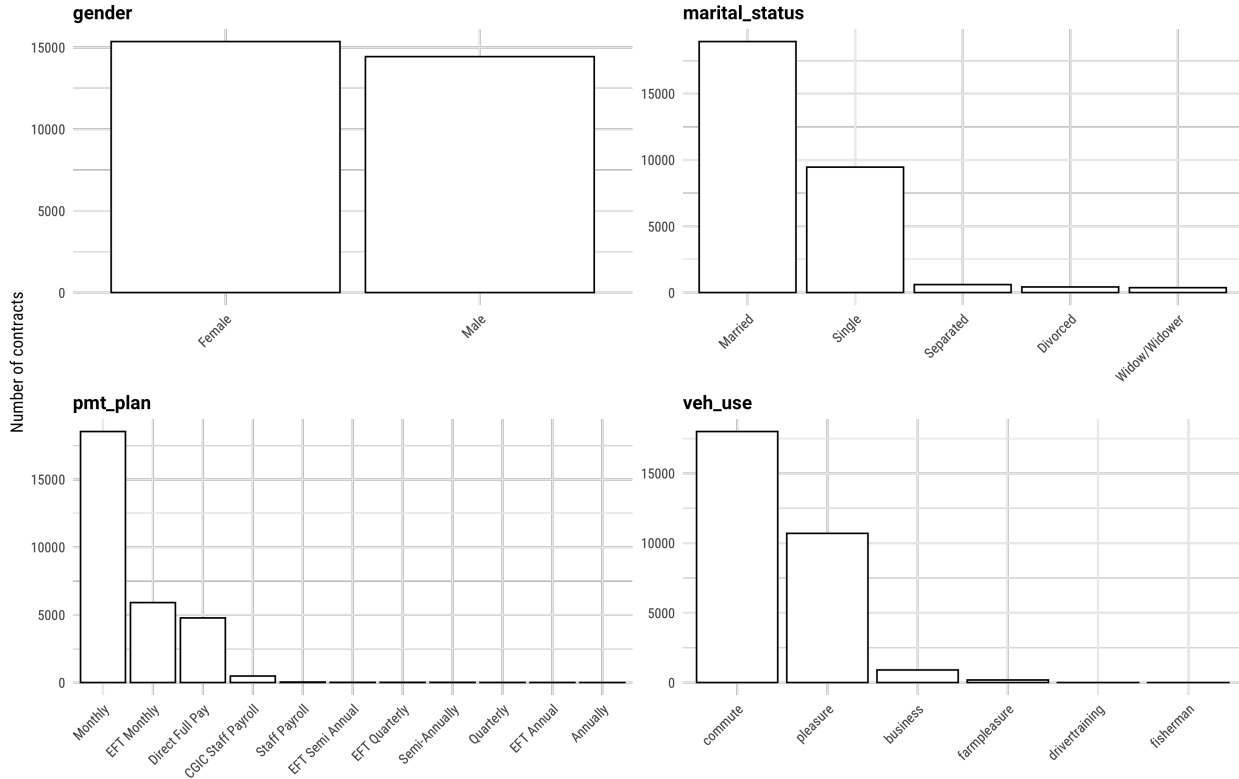 gender
15000
10000
5000
0
Female
Male
marital_status
15000
10000
5000
0
Married
Single
Separated
Divorced
Widow/Widower
Number of contracts
pmt_plan
15000
10000
5000
0
Monthly
EFT Monthly
Direct Full Pay
CGIC Staff Payroll
Staff Payroll
EFT Semi Annual
EFT Quarterly
Semi-Annually
Quarterly
EFT Annual
Annually
veh_use
15000
10000
5000
0
commute
pleasure
business
farmpleasure
drivertraining
fisherman